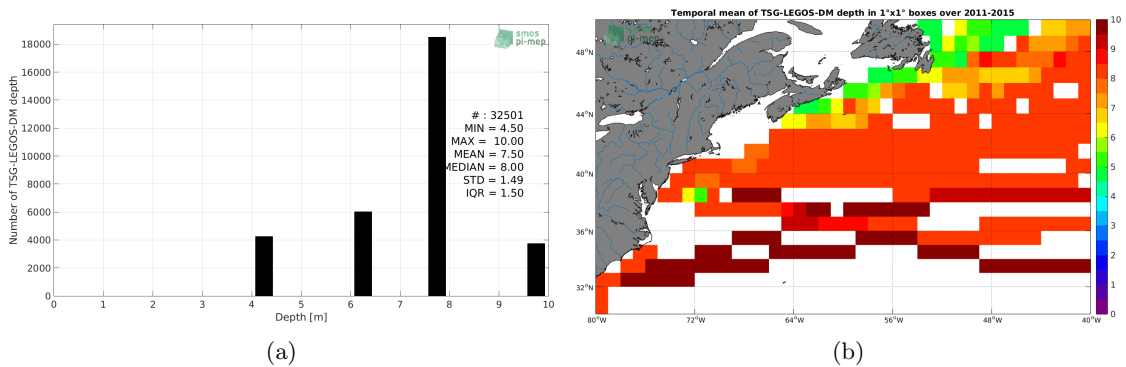 smos
pi-mep
18000
16000
14000
12000
10000
8000
6000
4000
2000
0
Number of TSG-LEGOS-DM depth
# : 32501
MIN = 4.50
MAX = 10.00
MEAN = 7.50
MEDIAN = 8.00
STD = 1.49
IQR = 1.50
0 1 2 3 4 5 6 7 8 9 10
Depth [m]
(a)
Temporal mean of TSG-LEGOS-DM depth in 1°x1° boxes over 2011-2015
smos
pi-mep
48°N
44°N
40°N
36°N
32°N
80°W 72°W 64°W 56°W 48°W 40°W
10
9
8
7
6
5
4
3
2
1
0
(b)